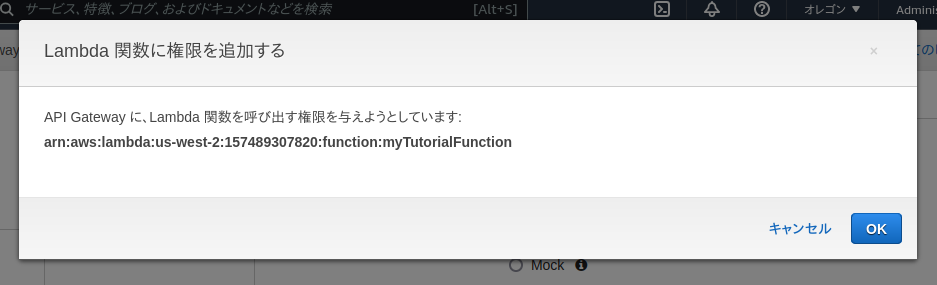 サービス、特徴、ブログ、およびドキュメントなどを検索 [Alt+S] オレゴン ▼ Adminis
Lambda 関数に権限を追加する ×
API Gateway に、Lambda 関数を呼び出す権限を与えようとしています:
arn:aws:lambda:us-west-2:157489307820:function:myTutorialFunction
キャンセル OK
Mock